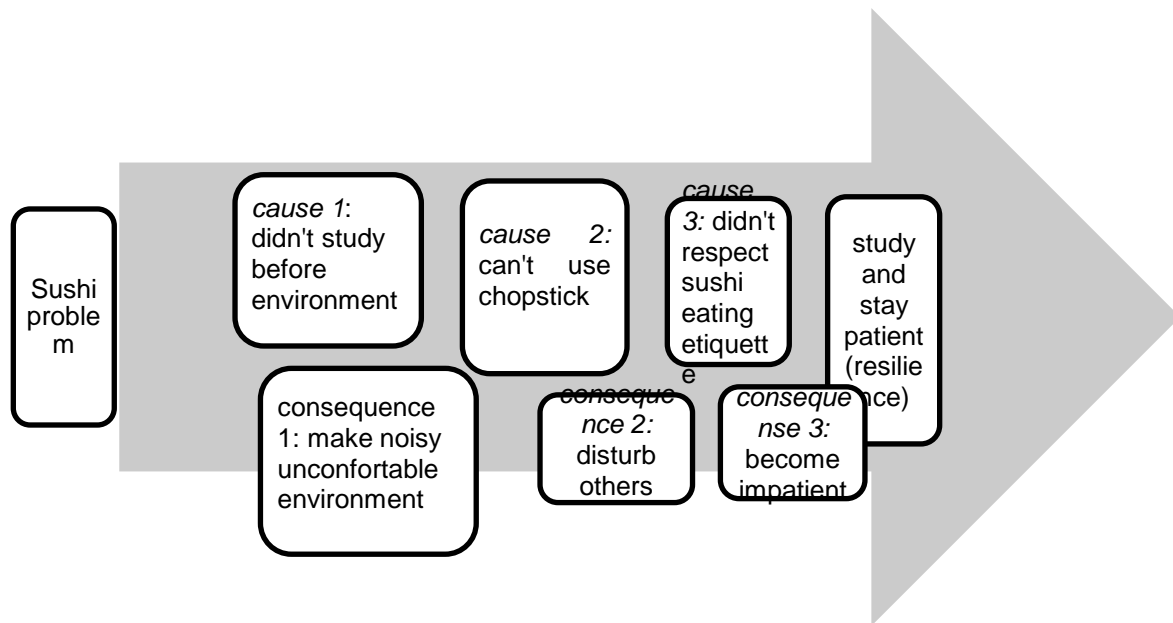 Sushi
proble
m
cause 1:
didn't study
before
environment
cause 2:
can't use
chopstick
cause
3: didn't
respect
sushi
eating
etiquett
e
study
and
stay
patient
(resilie
nce)
consequence
1: make noisy
unconfortable
environment
conseque
nce 2:
disturb
others
conseque
nse 3:
become
impatient